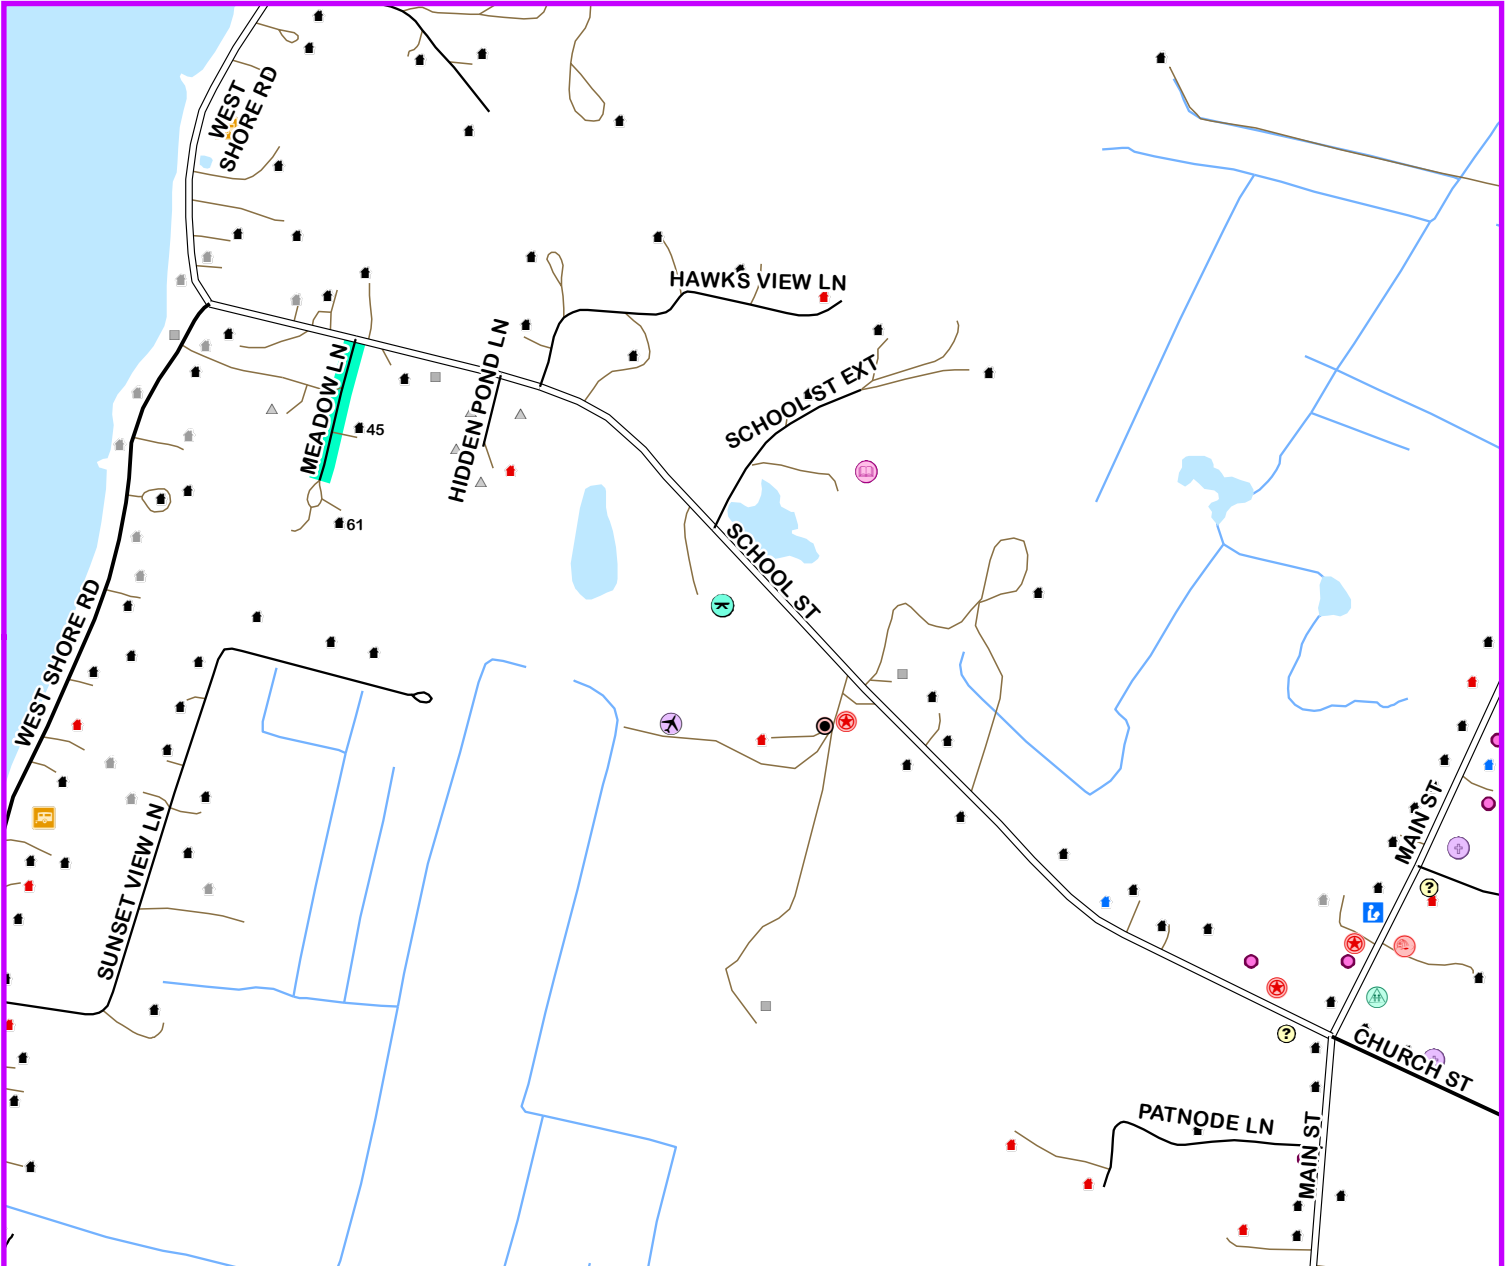 WEST
SHORE RD
HAWKS VIEW LN
HIDDEN POND LN
MEADOW LN
SCHOOL ST EXT
45
61
SCHOOL ST
WEST SHORE RD
SUNSET VIEW LN
MAIN ST
?
?
H
CHURCH ST
PATNODE LN
MAIN ST